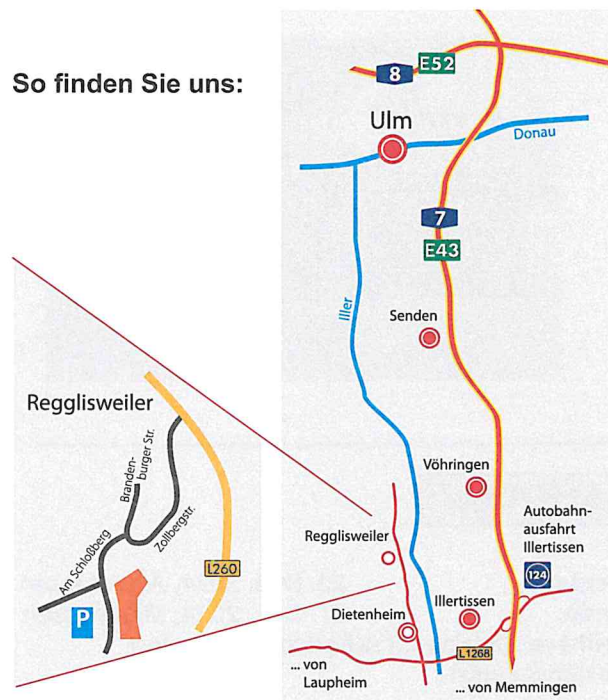 So finden Sie uns:
8
E52
Ulm
Donau
7
E43
Iller
Senden
Vöhringen
Autobahn-
ausfahrt
Illertissen
124
Regglisweiler
Dietenheim
Illertissen
L1268
... von
Laupheim
... von Memmingen
Regglisweiler
Branden-
burger Str.
Zollbergstr.
Am Schloßberg
L260
P